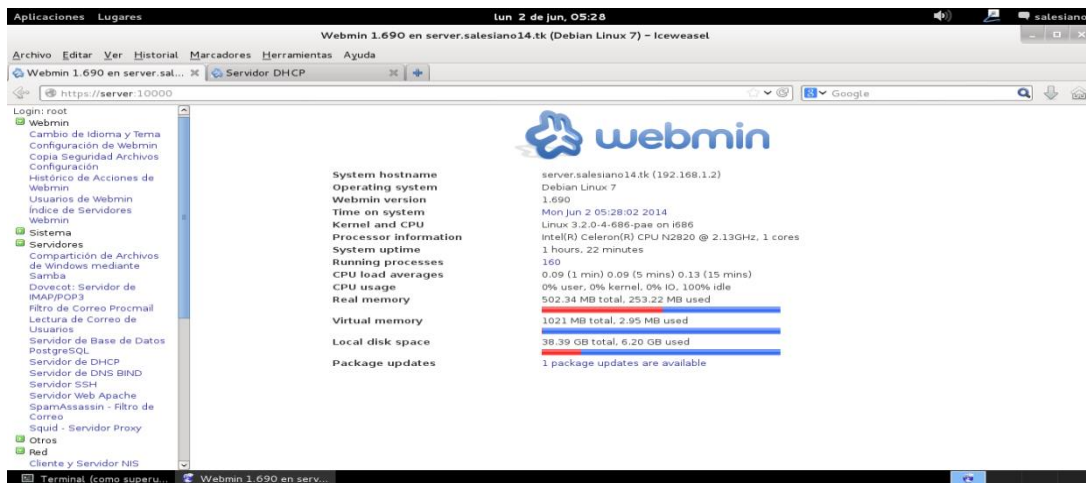 Aplicaciones Lugares
lun 2 de jun, 05:28
salesiano
Webmin 1.690 en server.salesiano14.tk (Debian Linux 7) – Iceweasel
Archivo Editar Ver Historial Marcadores Herramientas Ayuda
Webmin 1.690 en server.sal...
Servidor DHCP
https://server:10000
Google
Login: root
Webmin
Cambio de Idioma y Tema
Configuración de Webmin
Copia Seguridad Archivos
Configuración
Histórico de Acciones de
Webmin
Usuarios de Webmin
Índice de Servidores
Webmin
Sistema
Servidores
Compartición de Archivos
de Windows mediante
Samba
Dovecot: Servidor de
IMAP/POP3
Filtro de Correo Procmail
Lectura de Correo de
Usuarios
Servidor de Base de Datos
PostgreSQL
Servidor de DHCP
Servidor de DNS BIND
Servidor SSH
Servidor Web Apache
SpamAssassin - Filtro de
Correo
Squid - Servidor Proxy
Otros
Red
Cliente y Servidor NIS
webmin
System hostname server.salesiano14.tk (192.168.1.2)
Operating system Debian Linux 7
Webmin version 1.690
Time on system Mon Jun 2 05:28:02 2014
Kernel and CPU Linux 3.2.0-4-686-pae on i686
Processor information Intel(R) Celeron(R) CPU N2820 @ 2.13GHz, 1 cores
System uptime 1 hours, 22 minutes
Running processes 160
CPU load averages 0.09 (1 min) 0.09 (5 mins) 0.13 (15 mins)
CPU usage 0% user, 0% kernel, 0% IO, 100% idle
Real memory 502.34 MB total, 253.22 MB used
Virtual memory 1021 MB total, 2.95 MB used
Local disk space 38.39 GB total, 6.20 GB used
Package updates 1 package updates are available
Terminal (como superu...
Webmin 1.690 en serv...